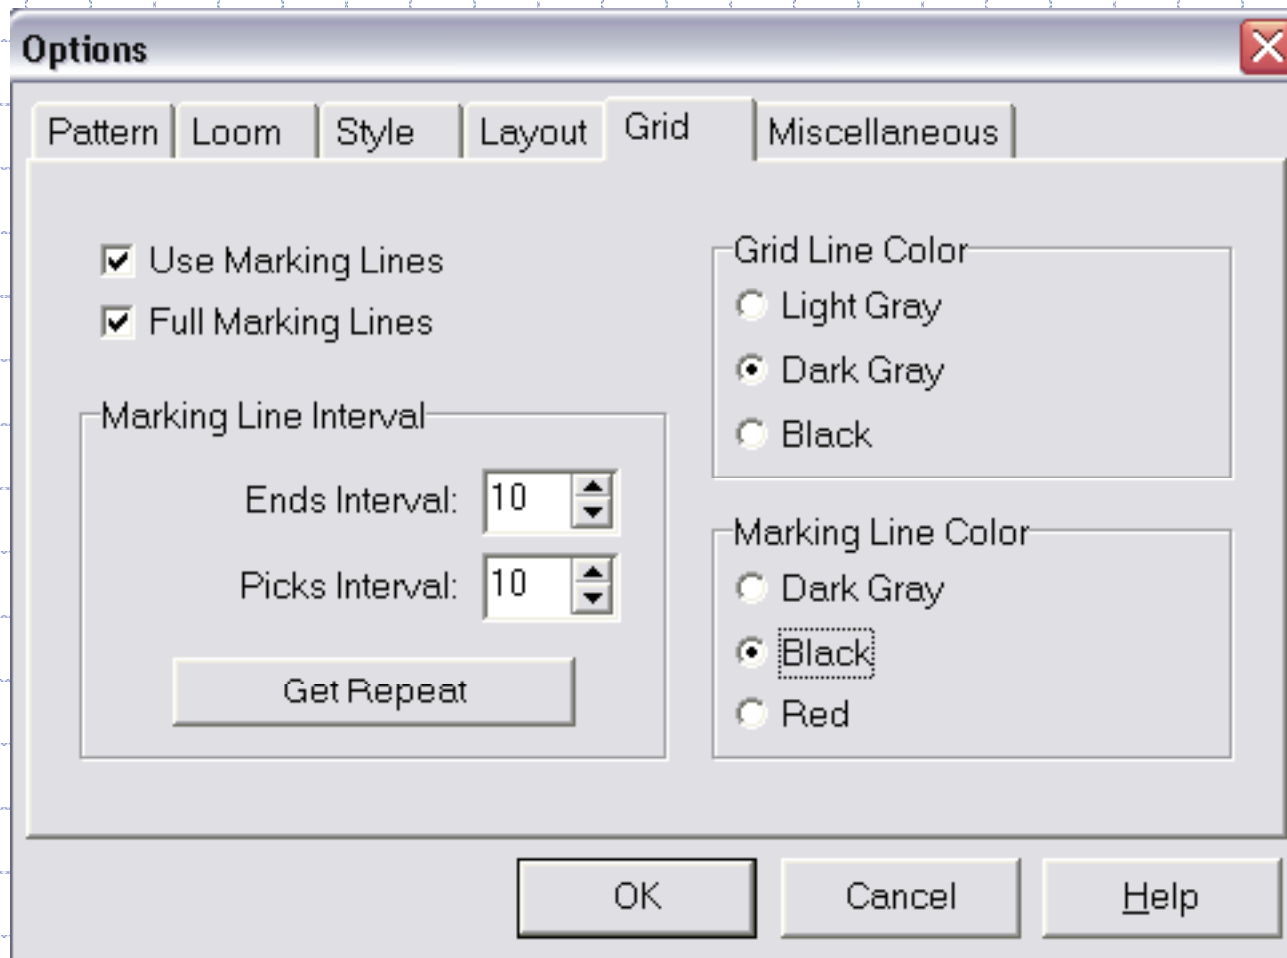 Options
Pattern Loom Style Layout Grid Miscellaneous
Use Marking Lines
Full Marking Lines
Marking Line Interval
Ends Interval: 10
Picks Interval: 10
Get Repeat
Grid Line Color
Light Gray
Dark Gray
Black
Marking Line Color
Dark Gray
Black
Red
OK Cancel Help